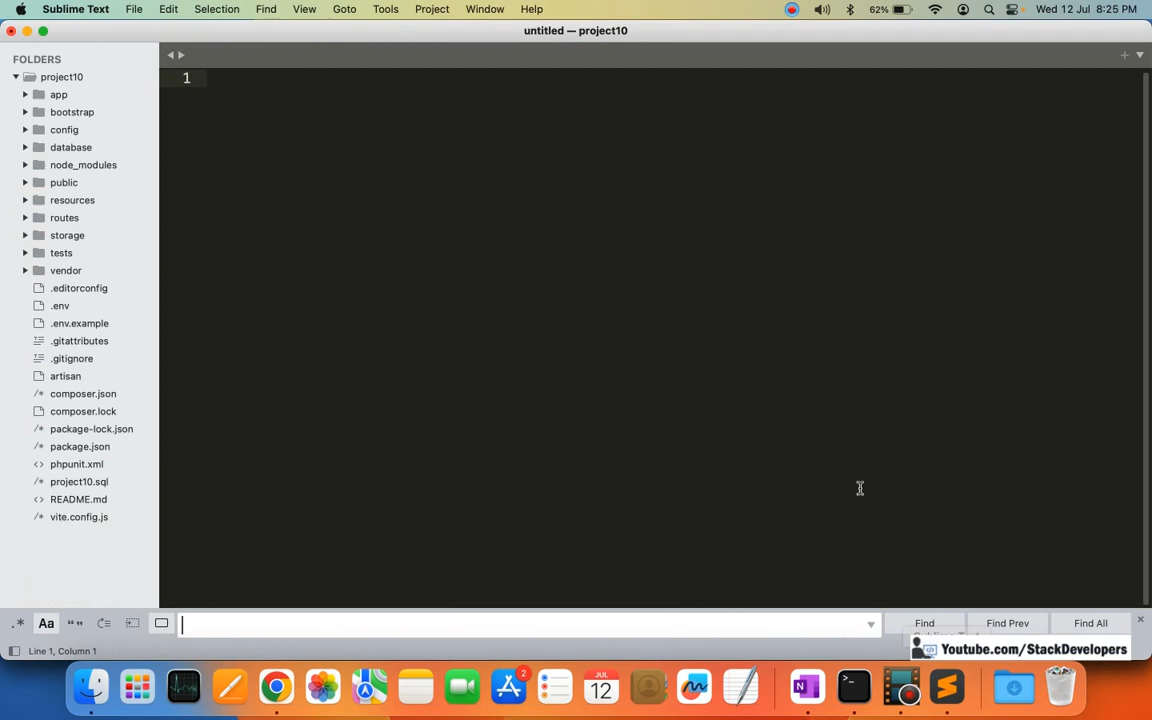 Sublime Text File Edit Selection Find View Goto Tools Project Window Help 62% Wed 12 Jul 8:25 PM
untitled — project10
FOLDERS
project10
app
bootstrap
config
database
node_modules
public
resources
routes
storage
tests
vendor
.editorconfig
.env
.env.example
.gitattributes
.gitignore
artisan
composer.json
composer.lock
package-lock.json
package.json
phpunit.xml
project10.sql
README.md
vite.config.js
1
.* Aa Find Find Prev Find All
Line 1, Column 1
Youtube.com/StackDevelopers
2
JUL
12